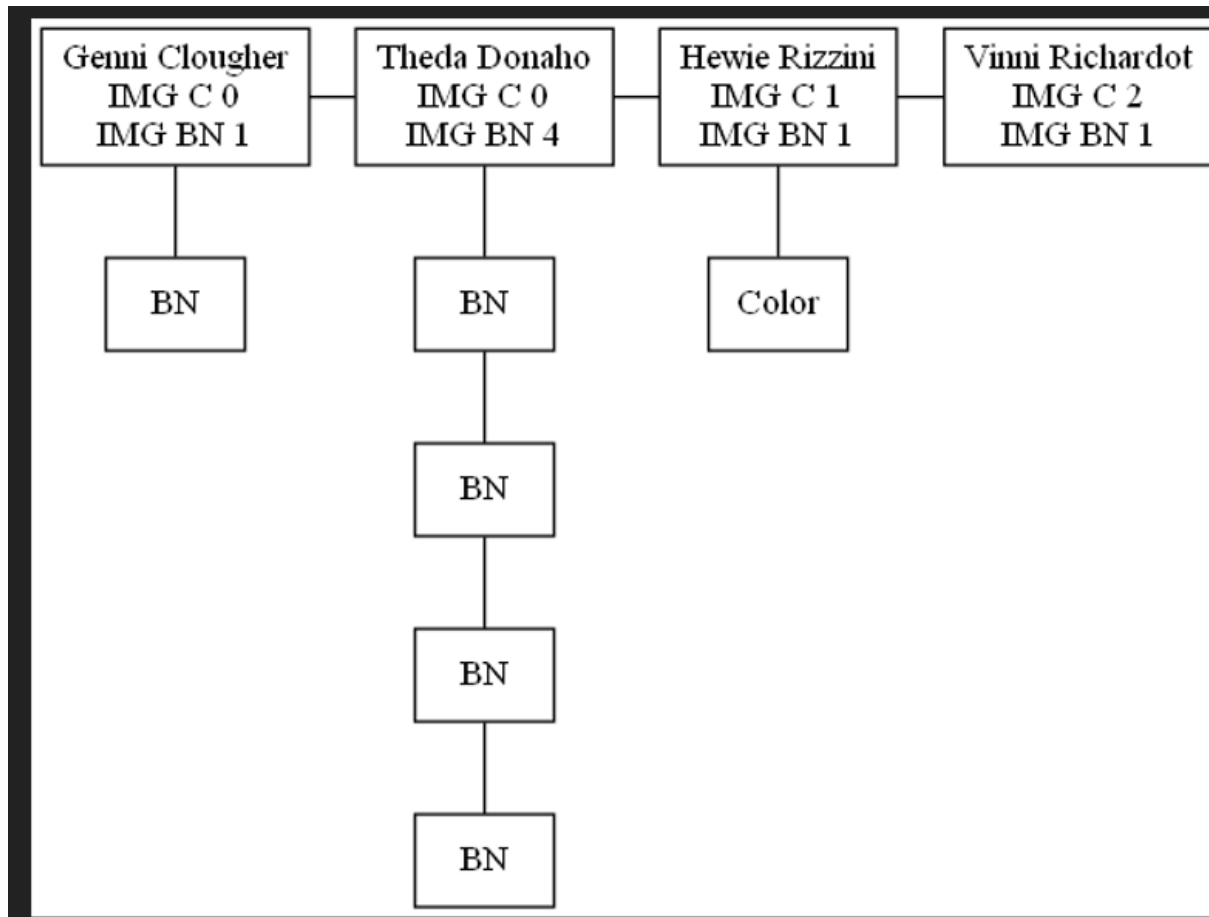 Genni Clougher
IMG C 0
IMG BN 1
Theda Donaho
IMG C 0
IMG BN 4
Hewie Rizzini
IMG C 1
IMG BN 1
Vinni Richardot
IMG C 2
IMG BN 1
BN
BN
Color
BN
BN
BN